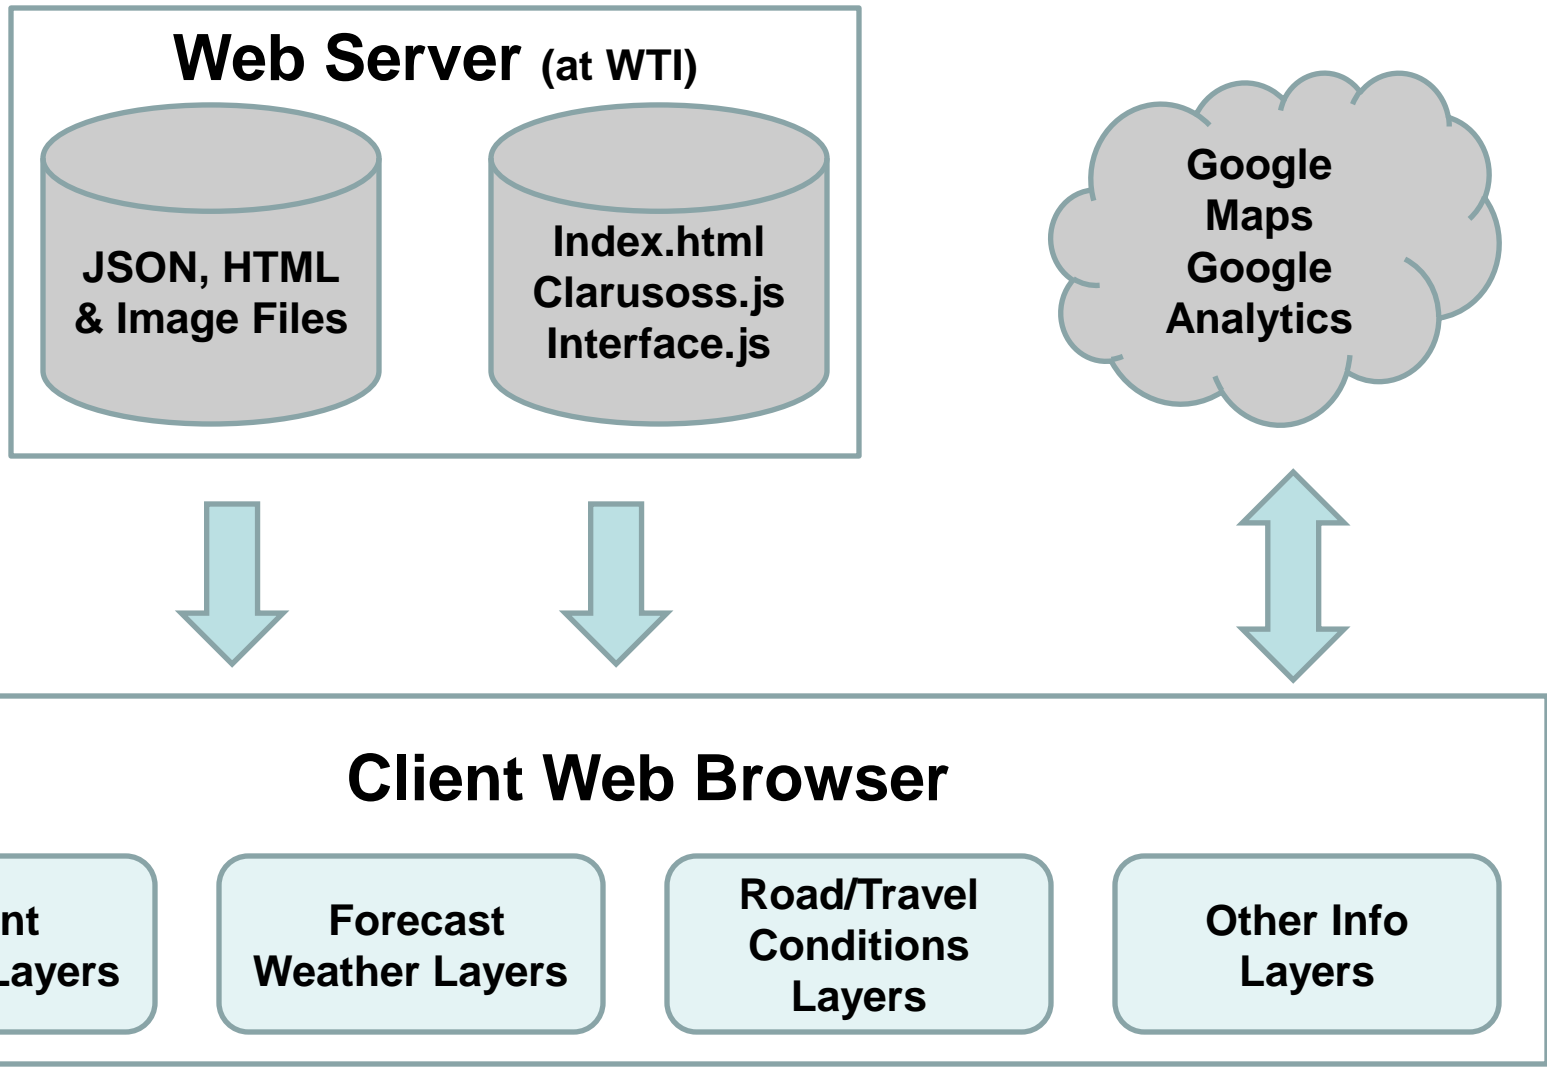 Web Server (at WTI)
JSON, HTML
& Image Files
Index.html
Clarusoss.js
Interface.js
Google
Maps
Google
Analytics
Client Web Browser
Layers
Forecast
Weather Layers
Road/Travel
Conditions
Layers
Other Info
Layers